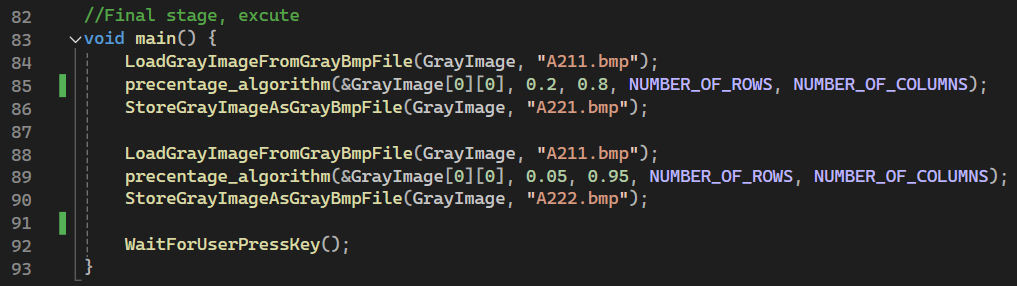 82 //Final stage, excute
83 void main() {
84 LoadGrayImageFromGrayBmpFile(GrayImage, "A211.bmp");
85 precentage_algorithm(&GrayImage[0][0], 0.2, 0.8, NUMBER_OF_ROWS, NUMBER_OF_COLUMNS);
86 StoreGrayImageAsGrayBmpFile(GrayImage, "A221.bmp");
87
88 LoadGrayImageFromGrayBmpFile(GrayImage, "A211.bmp");
89 precentage_algorithm(&GrayImage[0][0], 0.05, 0.95, NUMBER_OF_ROWS, NUMBER_OF_COLUMNS);
90 StoreGrayImageAsGrayBmpFile(GrayImage, "A222.bmp");
91
92 WaitForUserPressKey();
93 }